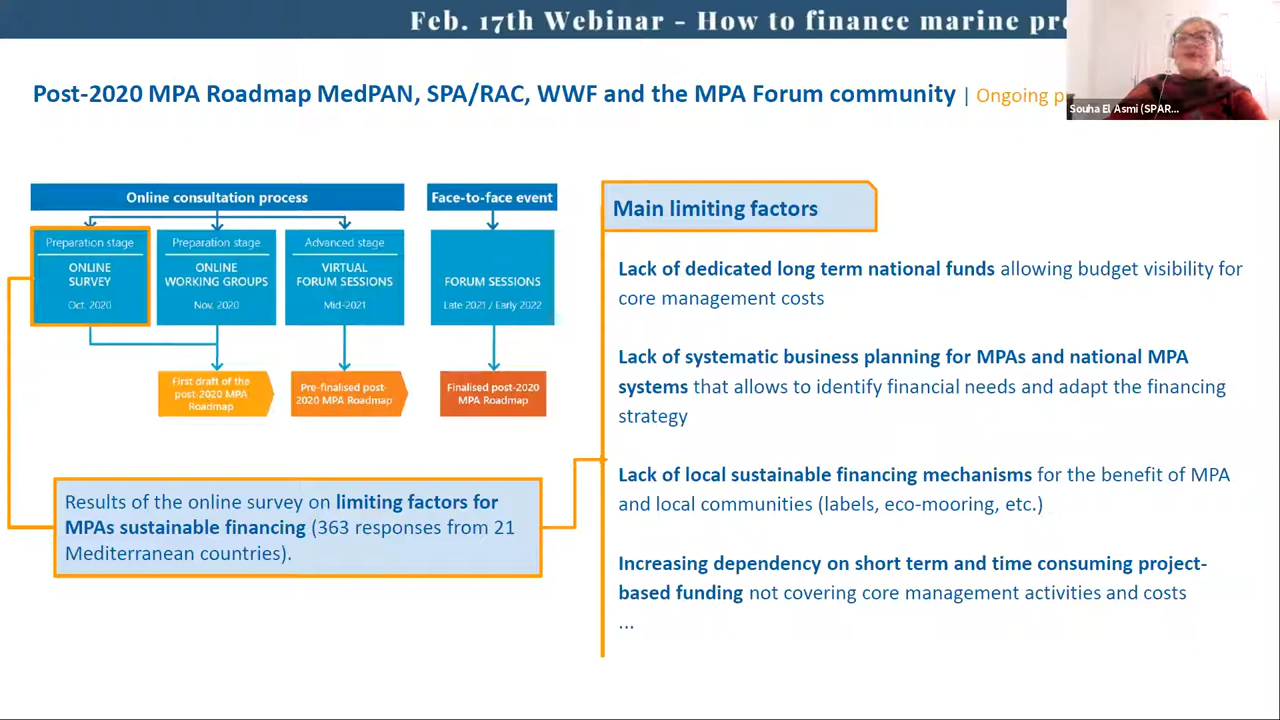 Feb. 17th Webinar - How to finance marine
Post-2020 MPA Roadmap MedPAN, SPA/RAC, WWF and the MPA Forum community | Ongoing
Souha El Asmi (SPAR...
Online consultation process
Face-to-face event
Preparation stage
ONLINE
SURVEY
Oct. 2020
Preparation stage
ONLINE
WORKING GROUPS
Nov. 2020
Advanced stage
VIRTUAL
FORUM SESSIONS
Mid-2021
FORUM SESSIONS
Late 2021 / Early 2022
First draft of the
post-2020 MPA
Roadmap
Pre-finalised post-
2020 MPA Roadmap
Finalised post-2020
MPA Roadmap
Results of the online survey on limiting factors for
MPAs sustainable financing (363 responses from 21
Mediterranean countries).
Main limiting factors
Lack of dedicated long term national funds allowing budget visibility for
core management costs
Lack of systematic business planning for MPAs and national MPA
systems that allows to identify financial needs and adapt the financing
strategy
Lack of local sustainable financing mechanisms for the benefit of MPA
and local communities (labels, eco-mooring, etc.)
Increasing dependency on short term and time consuming project-
based funding not covering core management activities and costs
...